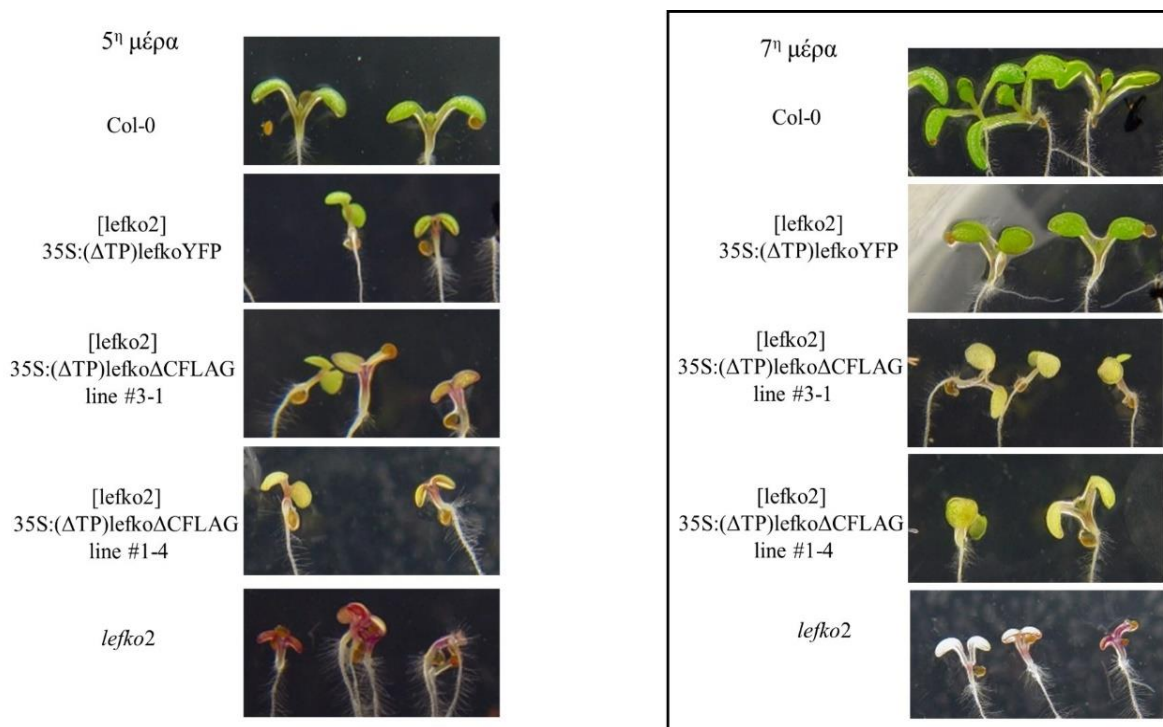 5η μέρα
Col-0
[lefko2]
35S:(ΔTP)lefkoYFP
[lefko2]
35S:(ΔTP)lefkoΔCFLAG
line #3-1
[lefko2]
35S:(ΔTP)lefkoΔCFLAG
line #1-4
lefko2
7η μέρα
Col-0
[lefko2]
35S:(ΔTP)lefkoYFP
[lefko2]
35S:(ΔTP)lefkoΔCFLAG
line #3-1
[lefko2]
35S:(ΔTP)lefkoΔCFLAG
line #1-4
lefko2